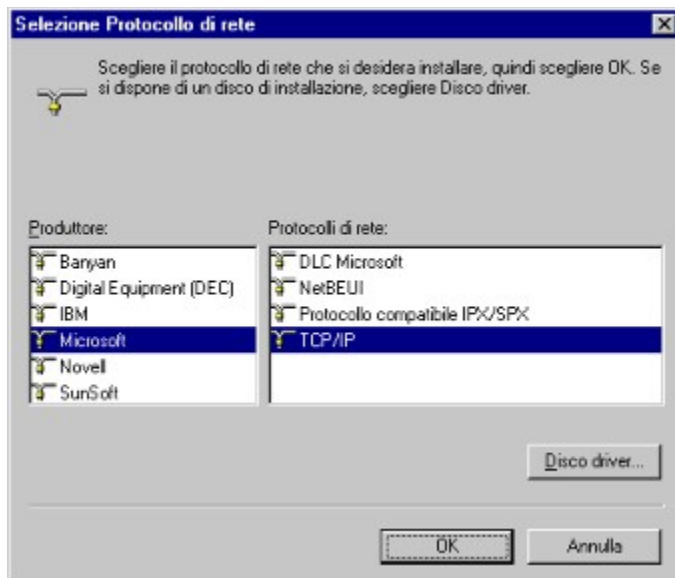 Selezione Protocollo di rete
Scegliere il protocollo di rete che si desidera installare, quindi scegliere OK. Se
si dispone di un disco di installazione, scegliere Disco driver.
Produttore:
Banyan
Digital Equipment (DEC)
IBM
Microsoft
Novell
SunSoft
Protocolli di rete:
DLC Microsoft
NetBEUI
Protocollo compatibile IPX/SPX
TCP/IP
Disco driver...
OK
Annulla